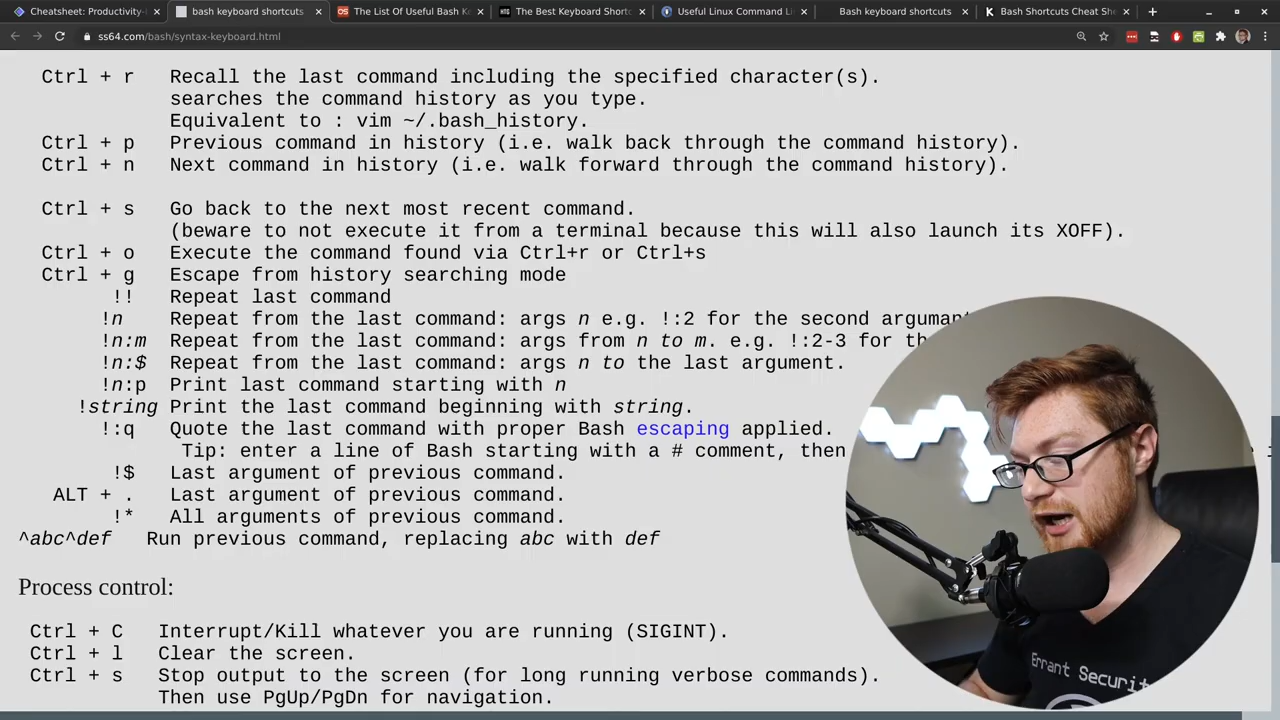 Cheatsheet: Productivity-
bash keyboard shortcuts
The List Of Useful Bash Ke
The Best Keyboard Shortc
Useful Linux Command Li
Bash keyboard shortcuts
Bash Shortcuts Cheat She
ss64.com/bash/syntax-keyboard.html
Ctrl + r Recall the last command including the specified character(s).
searches the command history as you type.
Equivalent to : vim ~/.bash_history.
Ctrl + p Previous command in history (i.e. walk back through the command history).
Ctrl + n Next command in history (i.e. walk forward through the command history).
Ctrl + s Go back to the next most recent command.
(beware to not execute it from a terminal because this will also launch its XOFF).
Ctrl + o Execute the command found via Ctrl+r or Ctrl+s
Ctrl + g Escape from history searching mode
!! Repeat last command
!n Repeat from the last command: args n e.g. !:2 for the second argumant
!n:m Repeat from the last command: args from n to m. e.g. !:2-3 for th
!n:$ Repeat from the last command: args n to the last argument.
!n:p Print last command starting with n
!string Print the last command beginning with string.
!:q Quote the last command with proper Bash escaping applied.
Tip: enter a line of Bash starting with a # comment, then
!$ Last argument of previous command.
ALT + . Last argument of previous command.
!* All arguments of previous command.
^abc^def Run previous command, replacing abc with def
Process control:
Ctrl + C Interrupt/Kill whatever you are running (SIGINT).
Ctrl + l Clear the screen.
Ctrl + s Stop output to the screen (for long running verbose commands).
Then use PgUp/PgDn for navigation.
Errant Securit